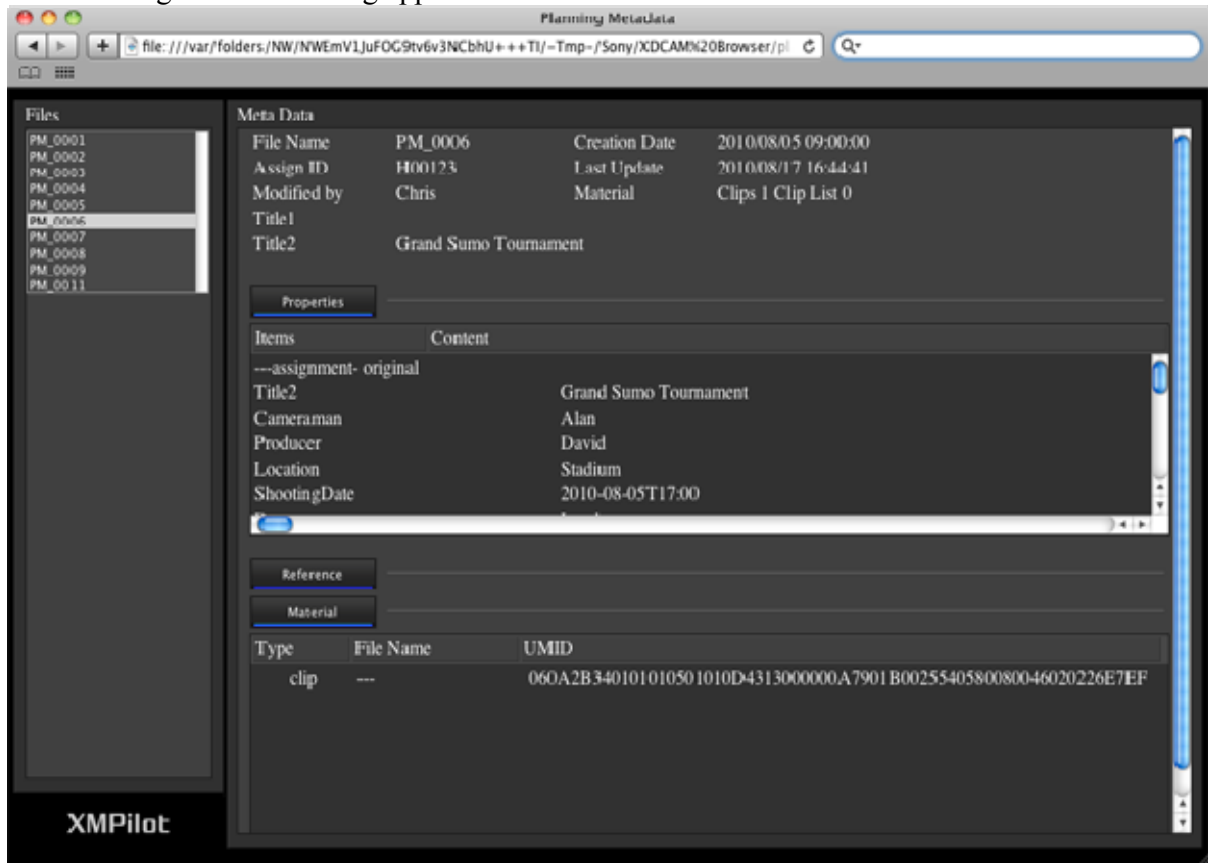 Planning Metadata
file:///var/folders/NW/NWEmV1JuFOG9tv6v3NCbhU+++TI/-Tmp-/Sony/XDCAM%20Browser/pl
Files
PM_0001
PM_0002
PM_0003
PM_0004
PM_0005
PM_0006
PM_0007
PM_0008
PM_0009
PM_0011
XMPilot
Meta Data
File Name PM_0006 Creation Date 2010/08/05 09:00:00
Assign ID H00123 Last Update 2010/08/17 16:44:41
Modified by Chris Material Clips 1 Clip List 0
Title1
Title2 Grand Sumo Tournament
Properties
Items Content
---assignment- original
Title2 Grand Sumo Tournament
Cameraman Alan
Producer David
Location Stadium
ShootingDate 2010-08-05T17:00
Reference
Material
Type File Name UMID
clip --- 060A2B340101010501010D4313000000A7901B0025540580080046020226E7EF